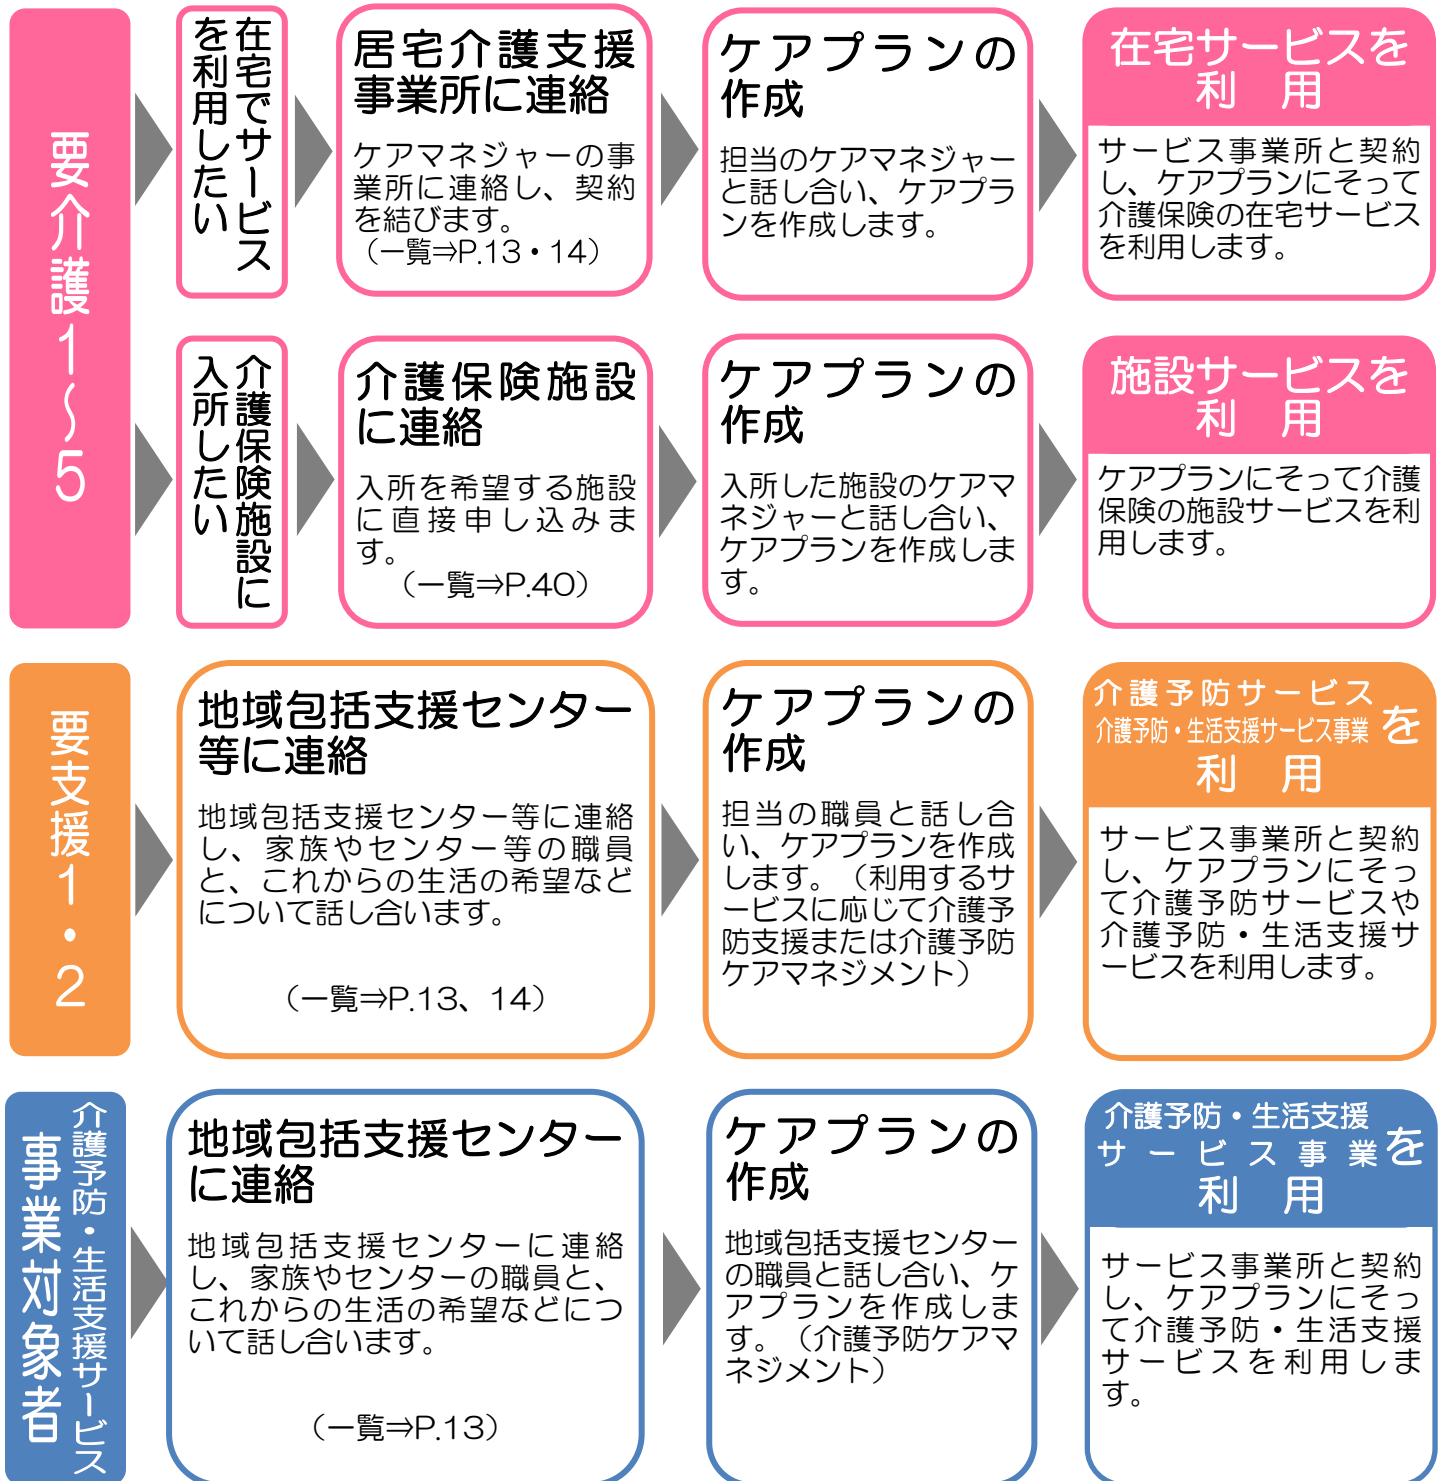 要介護1～5
在宅でサービス
を利用したい
居宅介護支援
事業所に連絡
ケアマネジャーの事
業所に連絡し、契約
を結びます。
（一覧⇒P.13・14）
ケアプランの
作成
担当のケアマネジャー
と話し合い、ケアプラ
ンを作成します。
在宅サービスを
利　用
サービス事業所と契約
し、ケアプランにそって
介護保険の在宅サービス
を利用します。
介護保険施設に
入所したい
介護保険施設
に連絡
入所を希望する施設
に直接申し込みま
す。
（一覧⇒P.40）
ケアプランの
作成
入所した施設のケアマ
ネジャーと話し合い、
ケアプランを作成しま
す。
施設サービスを
利　用
ケアプランにそって介護
保険の施設サービスを利
用します。
要支援1・2
地域包括支援センター
等に連絡
地域包括支援センター等に連絡
し、家族やセンター等の職員
と、これからの生活の希望など
について話し合います。
（一覧⇒P.13、14）
ケアプランの
作成
担当の職員と話し合
い、ケアプランを作成
します。（利用するサ
ービスに応じて介護予
防支援または介護予防
ケアマネジメント）
介護予防サービス
介護予防・生活支援サービス事業を
利　用
サービス事業所と契約
し、ケアプランにそっ
て介護予防サービスや
介護予防・生活支援サ
ービスを利用します。
介護予防・生活支援サービス
事業対象者
地域包括支援センター
に連絡
地域包括支援センターに連絡
し、家族やセンターの職員と、
これからの生活の希望などにつ
いて話し合います。
（一覧⇒P.13）
ケアプランの
作成
地域包括支援センター
の職員と話し合い、ケ
アプランを作成しま
す。（介護予防ケアマ
ネジメント）
介護予防・生活支援
サービス事業を
利　用
サービス事業所と契約
し、ケアプランにそっ
て介護予防・生活支援
サービスを利用しま
す。